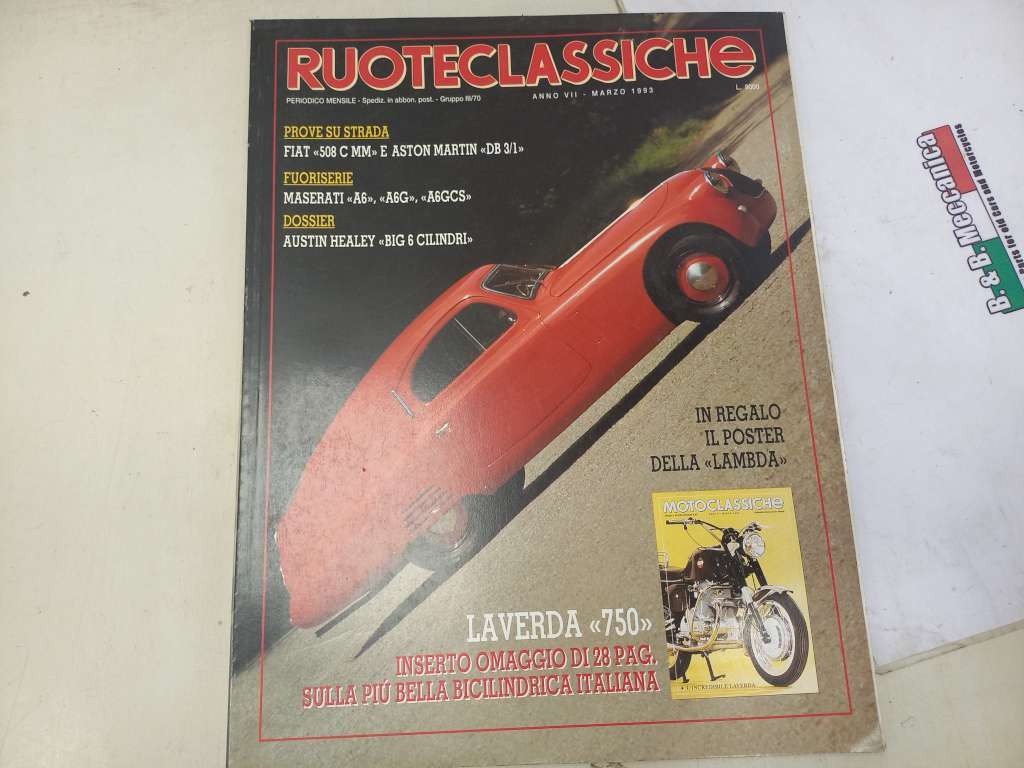 RUOTECLASSICHE
PERIODICO MENSILE - Spediz. in abbon. post. - Gruppo III/70
ANNO VII - MARZO 1993
L. 9000
PROVE SU STRADA
FIAT «508 C MM» E ASTON MARTIN «DB 3/1»
FUORISERIE
MASERATI «A6», «A6G», «A6GCS»
DOSSIER
AUSTIN HEALEY «BIG 6 CILINDRI»
IN REGALO
IL POSTER
DELLA «LAMBDA»
MOTOCLASSICHE
• L'INCREDIBILE LAVERDA
LAVERDA «750»
INSERTO OMAGGIO DI 28 PAG.
SULLA PIÚ BELLA BICILINDRICA ITALIANA
B. & B. Meccanica
Parts for old Cars and Motorcycles